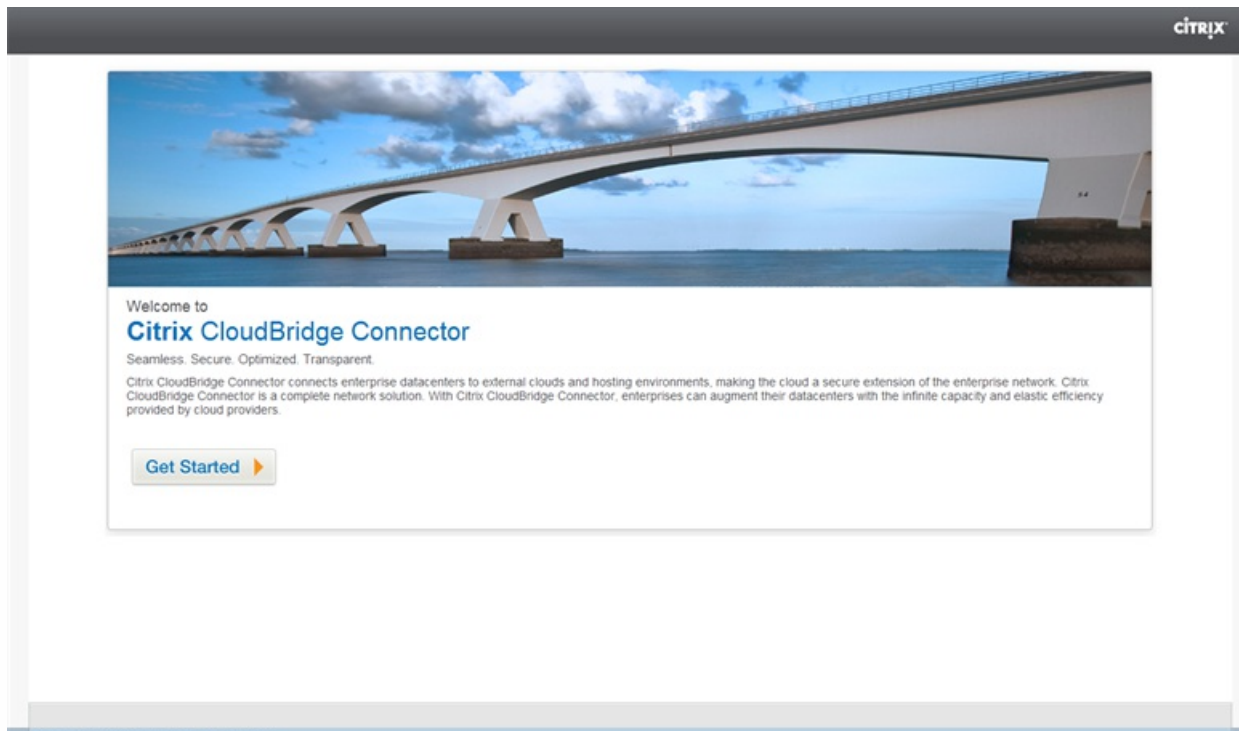 CITRIX
Welcome to
Citrix CloudBridge Connector
Seamless. Secure. Optimized. Transparent.
Citrix CloudBridge Connector connects enterprise datacenters to external clouds and hosting environments, making the cloud a secure extension of the enterprise network. Citrix
CloudBridge Connector is a complete network solution. With Citrix CloudBridge Connector, enterprises can augment their datacenters with the infinite capacity and elastic efficiency
provided by cloud providers.
Get Started